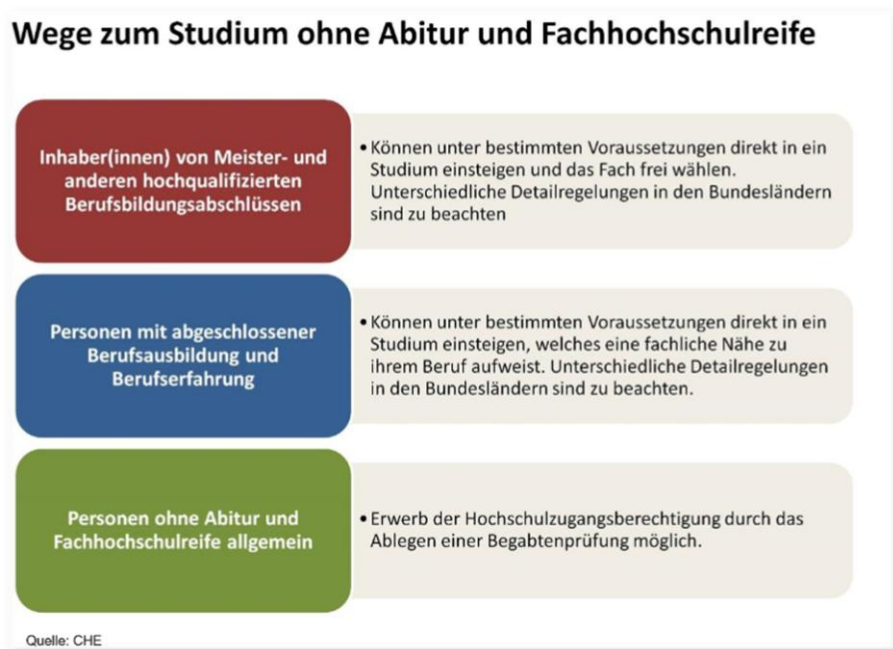 Wege zum Studium ohne Abitur und Fachhochschulreife
Inhaber(innen) von Meister- und
anderen hochqualifizierten
Berufsbildungsabschlüssen
• Können unter bestimmten Voraussetzungen direkt in ein
Studium einsteigen und das Fach frei wählen.
Unterschiedliche Detailregelungen in den Bundesländern
sind zu beachten
Personen mit abgeschlossener
Berufsausbildung und
Berufserfahrung
• Können unter bestimmten Voraussetzungen direkt in ein
Studium einsteigen, welches eine fachliche Nähe zu
ihrem Beruf aufweist. Unterschiedliche Detailregelungen
in den Bundesländern sind zu beachten.
Personen ohne Abitur und
Fachhochschulreife allgemein
• Erwerb der Hochschulzugangsberechtigung durch das
Ablegen einer Begabtenprüfung möglich.
Quelle: CHE